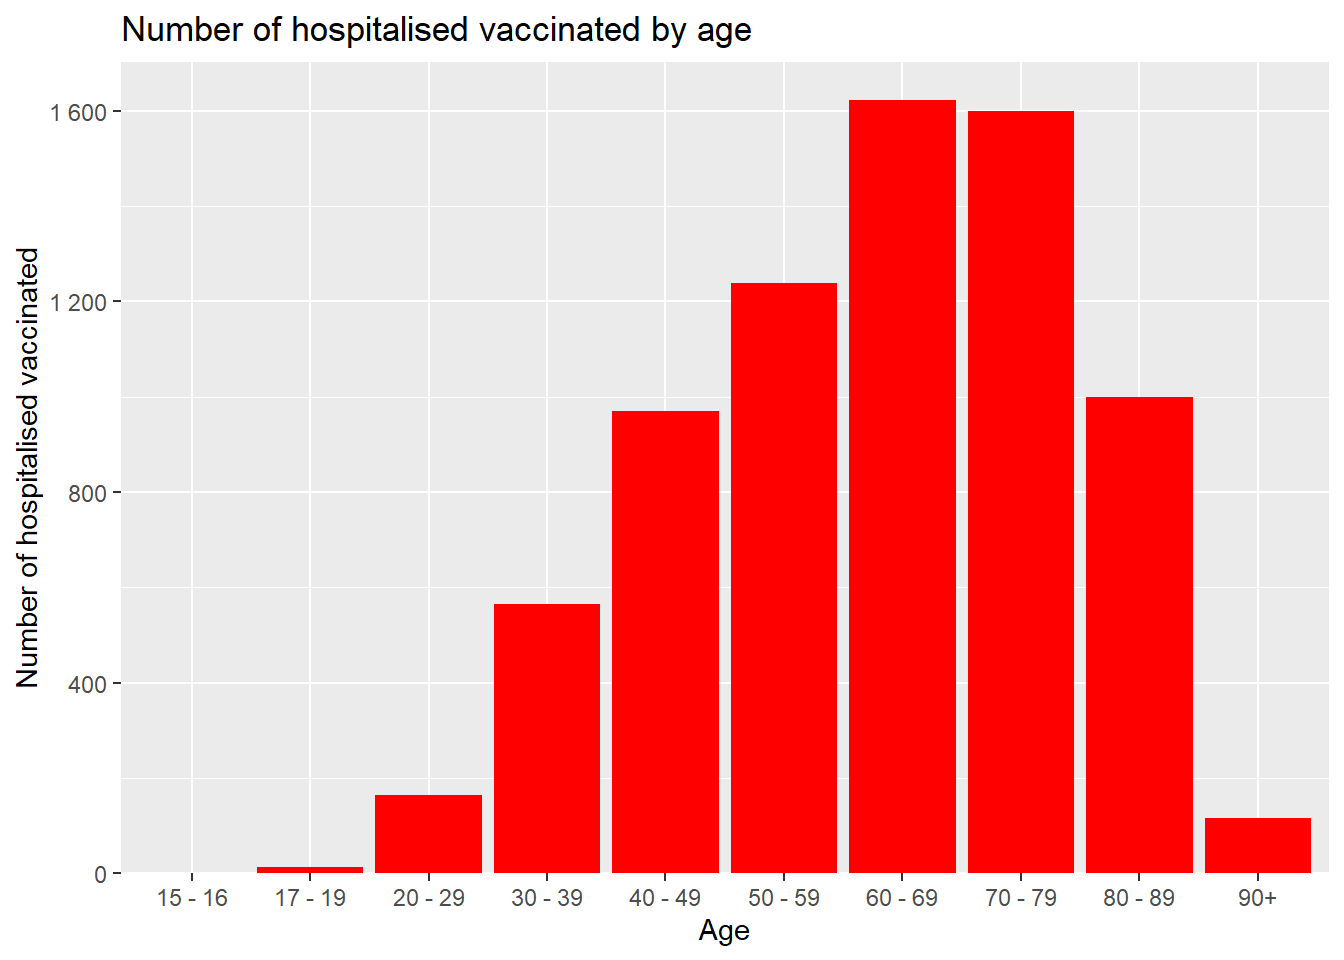 Number of hospitalised vaccinated by age
Number of hospitalised vaccinated
1 600
1 200
800
400
0
15 - 16
17 - 19
20 - 29
30 - 39
40 - 49
50 - 59
60 - 69
70 - 79
80 - 89
90+
Age